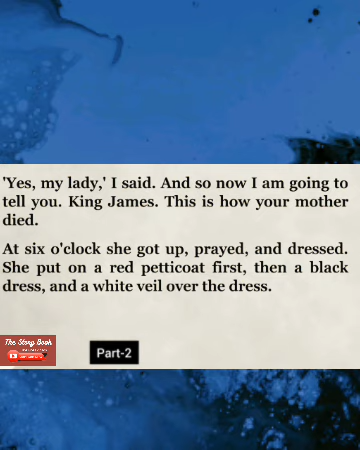 'Yes, my lady,' I said. And so now I am going to
tell you. King James. This is how your mother
died.
At six o'clock she got up, prayed, and dressed.
She put on a red petticoat first, then a black
dress, and a white veil over the dress.
The Story Book
Part-2